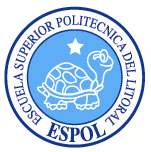 ESCUELA SUPERIOR POLITECNICA DEL LITORAL
ESPOL